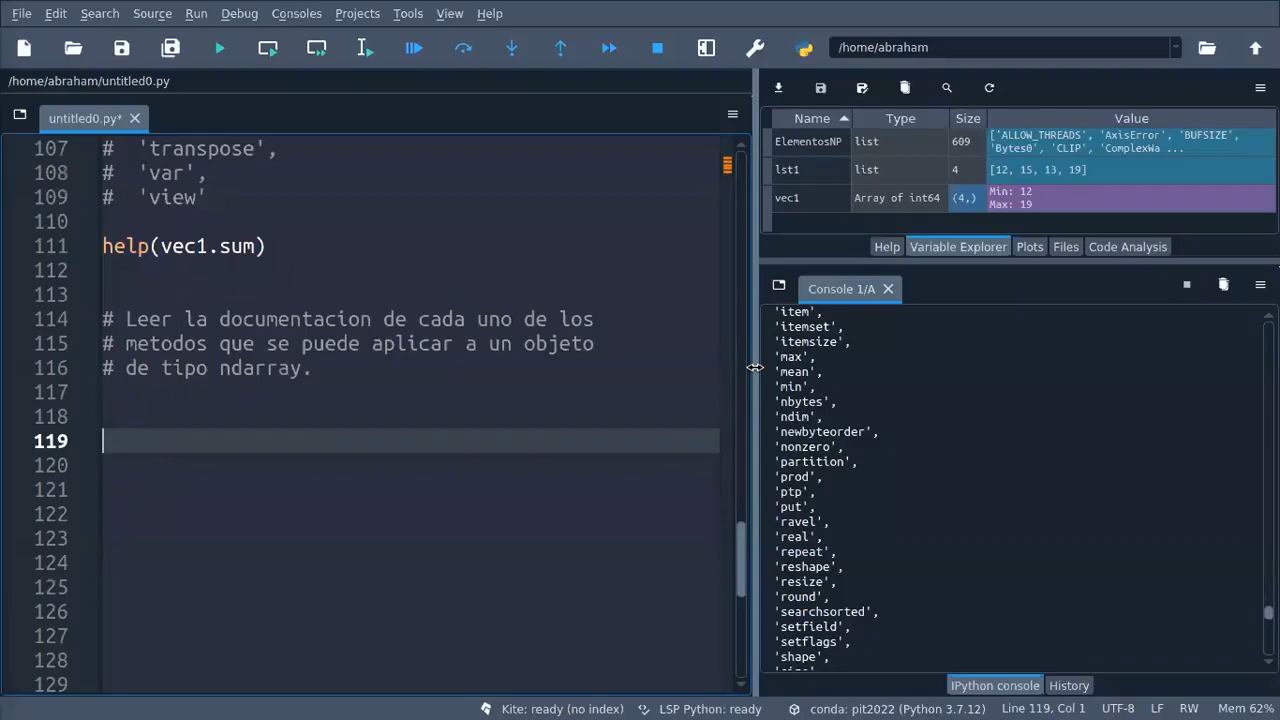 File Edit Search Source Run Debug Consoles Projects Tools View Help
/home/abraham
/home/abraham/untitled0.py
untitled0.py*
107 #  'transpose',
108 #  'var',
109 #  'view'
110
111 help(vec1.sum)
112
113
114 # Leer la documentacion de cada uno de los
115 # metodos que se puede aplicar a un objeto
116 # de tipo ndarray.
117
118
119
120
121
122
123
124
125
126
127
128
129
Name Type Size Value
ElementosNP list 609 ['ALLOW_THREADS', 'AxisError', 'BUFSIZE',
'Bytes0', 'CLIP', 'ComplexWa ...
lst1 list 4 [12, 15, 13, 19]
vec1 Array of int64 (4,) Min: 12
Max: 19
Help Variable Explorer Plots Files Code Analysis
Console 1/A
'item',
'itemset',
'itemsize',
'max',
'mean',
'min',
'nbytes',
'ndim',
'newbyteorder',
'nonzero',
'partition',
'prod',
'ptp',
'put',
'ravel',
'real',
'repeat',
'reshape',
'resize',
'round',
'searchsorted',
'setfield',
'setflags',
'shape',
IPython console History
Kite: ready (no index) LSP Python: ready conda: pit2022 (Python 3.7.12) Line 119, Col 1 UTF-8 LF RW Mem 62%